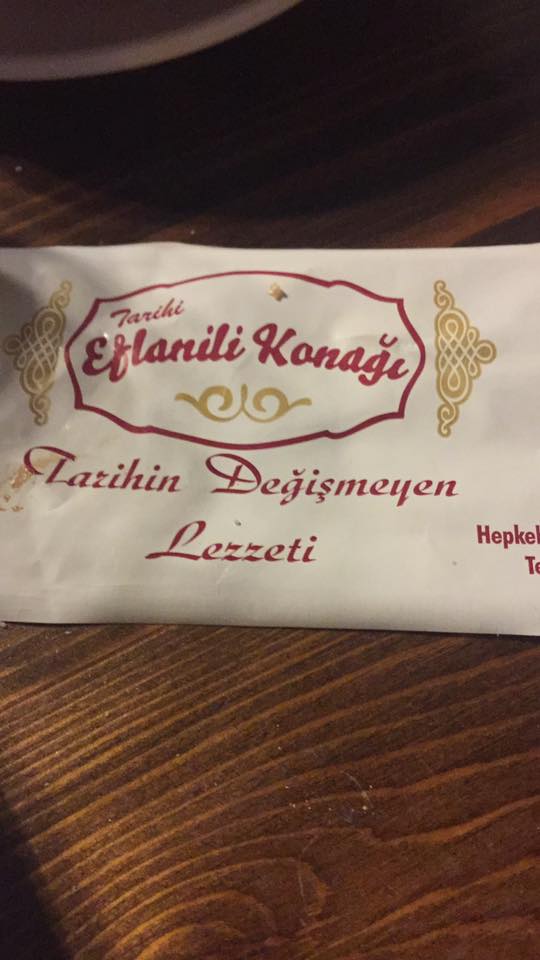 Tarihi
Eflanili Konağı
Tarihin Değişmeyen
Lezzeti